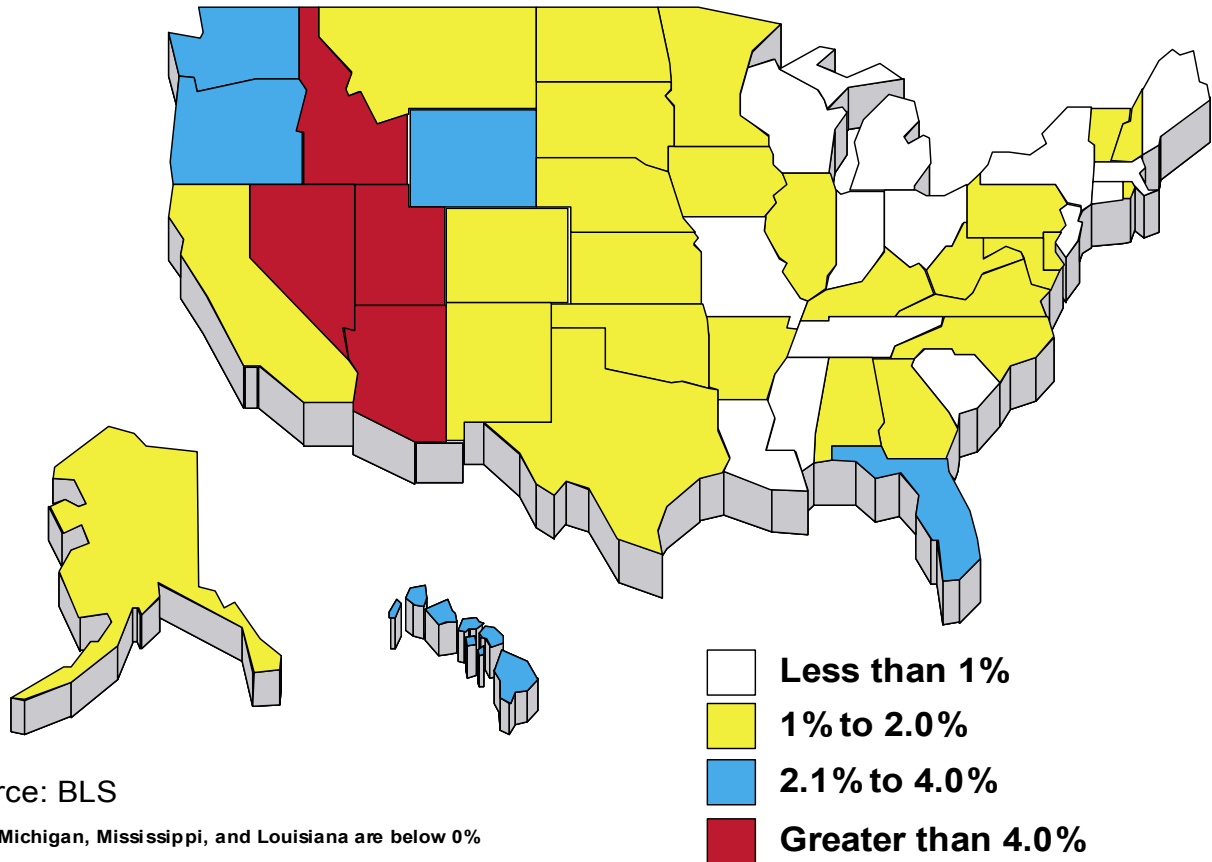 Less than 1%
1% to 2.0%
2.1% to 4.0%
Greater than 4.0%
rce: BLS
Michigan, Mississippi, and Louisiana are below 0%